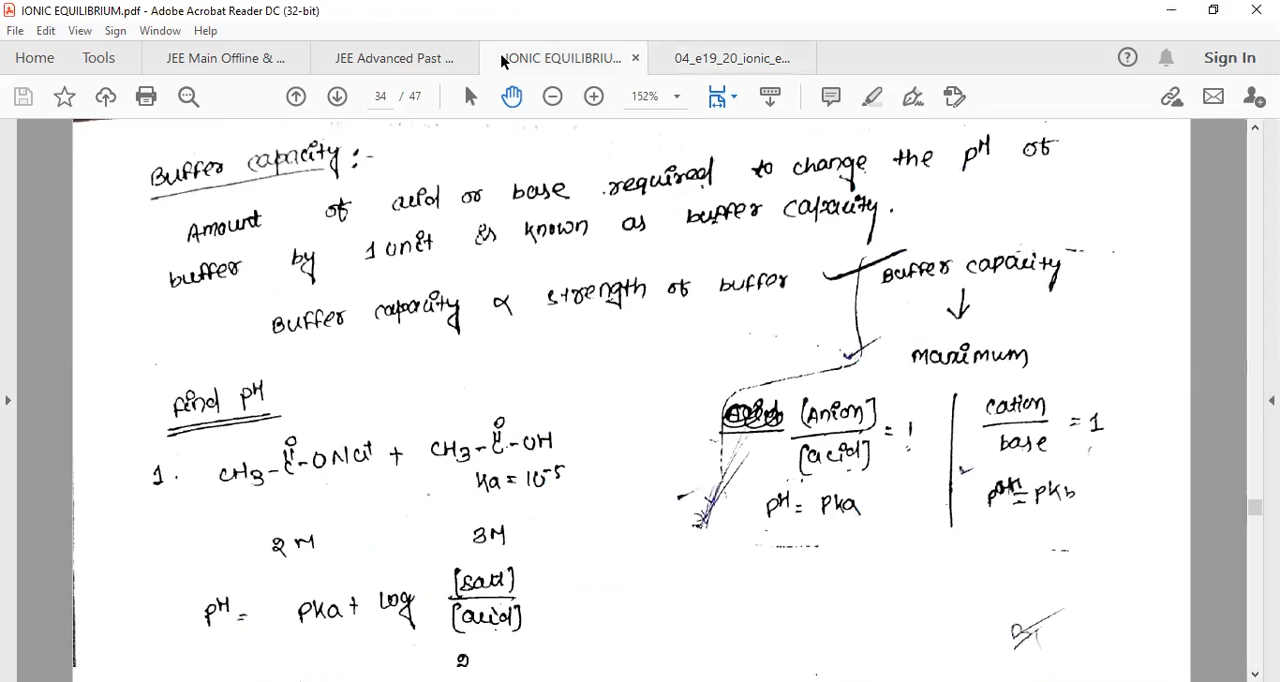 IONIC EQUILIBRIUM.pdf - Adobe Acrobat Reader DC (32-bit)
File Edit View Sign Window Help
Home Tools JEE Main Offline & ... JEE Advanced Past ... IONIC EQUILIBRIU... × 04_e19_20_ionic_e... Sign In
34 / 47 152%
Buffer capacity :-
Amount of acid or base required to change the pH of
buffer by 1 unit is known as buffer capacity.
Buffer capacity ∝ strength of buffer
Buffer capacity
↓
maximum
[Anion]
[acid]
= 1
pH = pKa
cation
base
= 1
pOH = pKb
find pH
1. CH3-C-ONa+ + CH3-C-OH
O O
Ka = 10-5
2M 3M
pH = pKa + log [salt]
[acid]
2